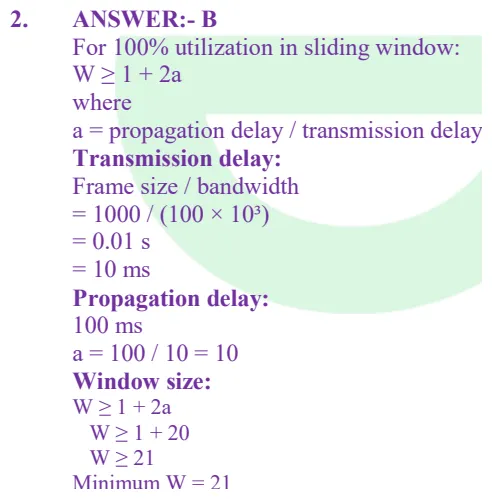 2. ANSWER:- B
For 100% utilization in sliding window:
W ≥ 1 + 2a
where
a = propagation delay / transmission delay
Transmission delay:
Frame size / bandwidth
= 1000 / (100 × 10³)
= 0.01 s
= 10 ms
Propagation delay:
100 ms
a = 100 / 10 = 10
Window size:
W ≥ 1 + 2a
W ≥ 1 + 20
W ≥ 21
Minimum W = 21